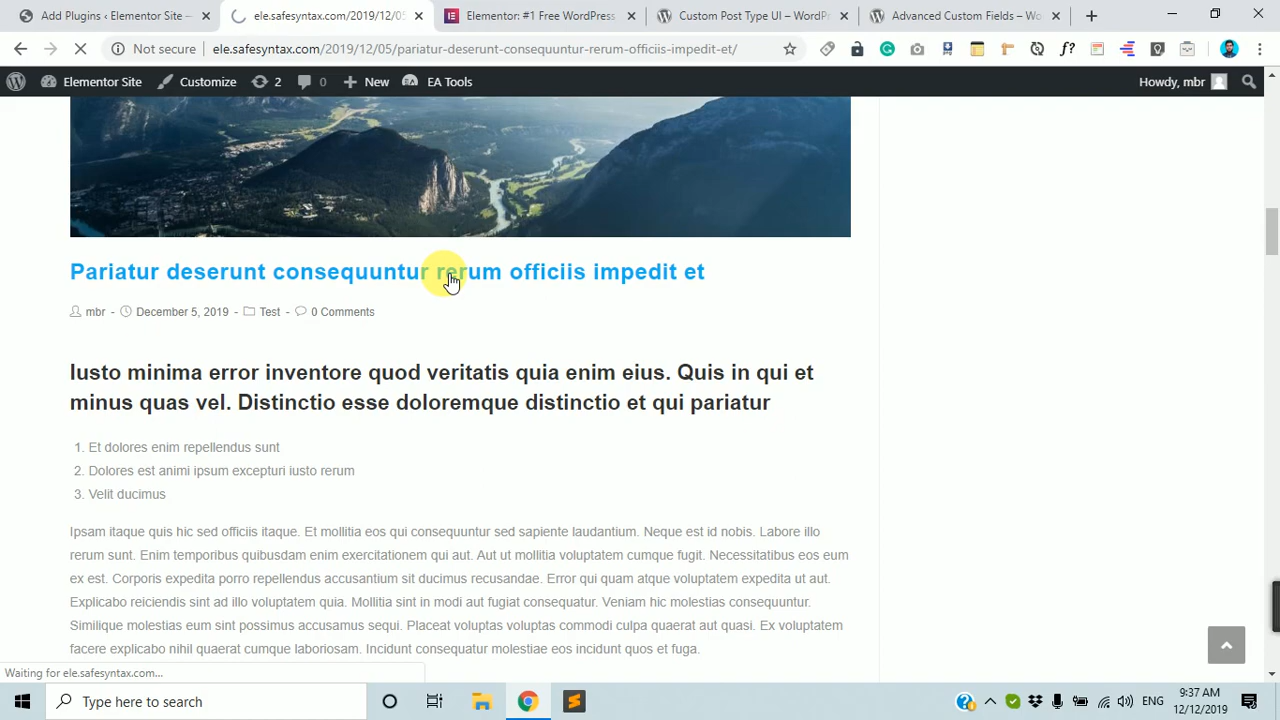 Add Plugins ‹ Elementor Site —
ele.safesyntax.com/2019/12/05
Elementor: #1 Free WordPress
Custom Post Type UI – WordPr
Advanced Custom Fields – Wo
Not secure
ele.safesyntax.com/2019/12/05/pariatur-deserunt-consequuntur-rerum-officiis-impedit-et/
Elementor Site
Customize
2
0
New
EA Tools
Howdy, mbr
Pariatur deserunt consequuntur rerum officiis impedit et
mbr - December 5, 2019 - Test - 0 Comments
Iusto minima error inventore quod veritatis quia enim eius. Quis in qui et
minus quas vel. Distinctio esse doloremque distinctio et qui pariatur
1. Et dolores enim repellendus sunt
2. Dolores est animi ipsum excepturi iusto rerum
3. Velit ducimus
Ipsam itaque quis hic sed officiis itaque. Et mollitia eos qui consequuntur sed sapiente laudantium. Neque est id nobis. Labore illo
rerum sunt. Enim temporibus quibusdam enim exercitationem qui aut. Aut ut mollitia voluptatem cumque fugit. Necessitatibus eos eum
ex est. Corporis expedita porro repellendus accusantium sit ducimus recusandae. Error qui quam atque voluptatem expedita ut aut.
Explicabo reiciendis sint ad illo voluptatem quia. Mollitia sint in modi aut fugiat consequatur. Veniam hic molestias consequuntur.
Similique molestias eum sint possimus accusamus sequi. Placeat voluptas voluptas commodi culpa quaerat aut quasi. Ex voluptatem
facere explicabo nihil quaerat cumque laboriosam. Incidunt consequatur molestiae eos incidunt quos et fuga.
Waiting for ele.safesyntax.com...
Type here to search
ENG
9:37 AM
12/12/2019